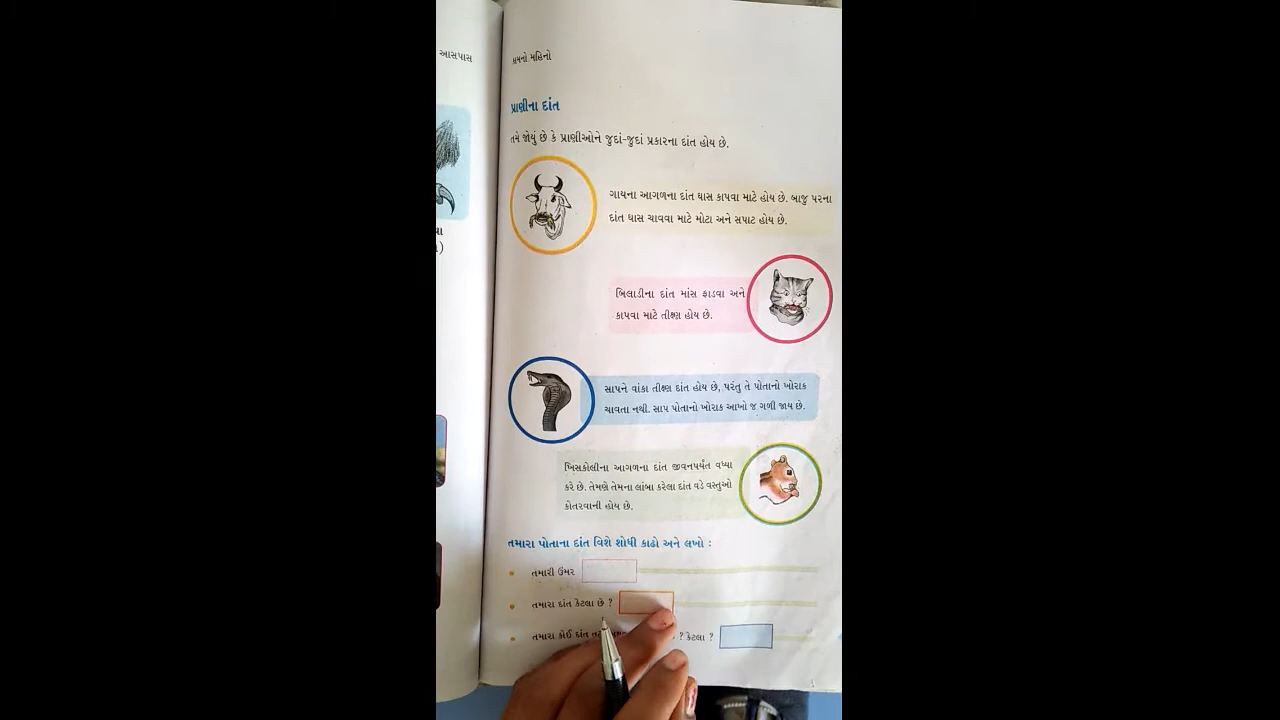 આસપાસ
કાયનો મહિનો
પ્રાણીના દાંત
તમે જોયું છે કે પ્રાણીઓને જુદાં-જુદાં પ્રકારના દાંત હોય છે.
ગાયના આગળના દાંત ઘાસ કાપવા માટે હોય છે. બાજુ પરના
દાંત ઘાસ ચાવવા માટે મોટા અને સપાટ હોય છે.
બિલાડીના દાંત માંસ ફાડવા અને
કાપવા માટે તીક્ષ્ણ હોય છે.
સાપને વાંકા તીક્ષ્ણ દાંત હોય છે, પરંતુ તે પોતાનો ખોરાક
ચાવતા નથી. સાપ પોતાનો ખોરાક આખો જ ગળી જાય છે.
ખિસકોલીના આગળના દાંત જીવનપર્યંત વધ્યા
કરે છે. તેમણે તેમના લાંબા કરેલા દાંત વડે વસ્તુઓ
કોતરવાની હોય છે.
તમારા પોતાના દાંત વિશે શોધી કાઢો અને લખો :
તમારી ઉંમર
તમારા દાંત કેટલા છે ?
તમારા કોઈ દાંત ? કેટલા ?